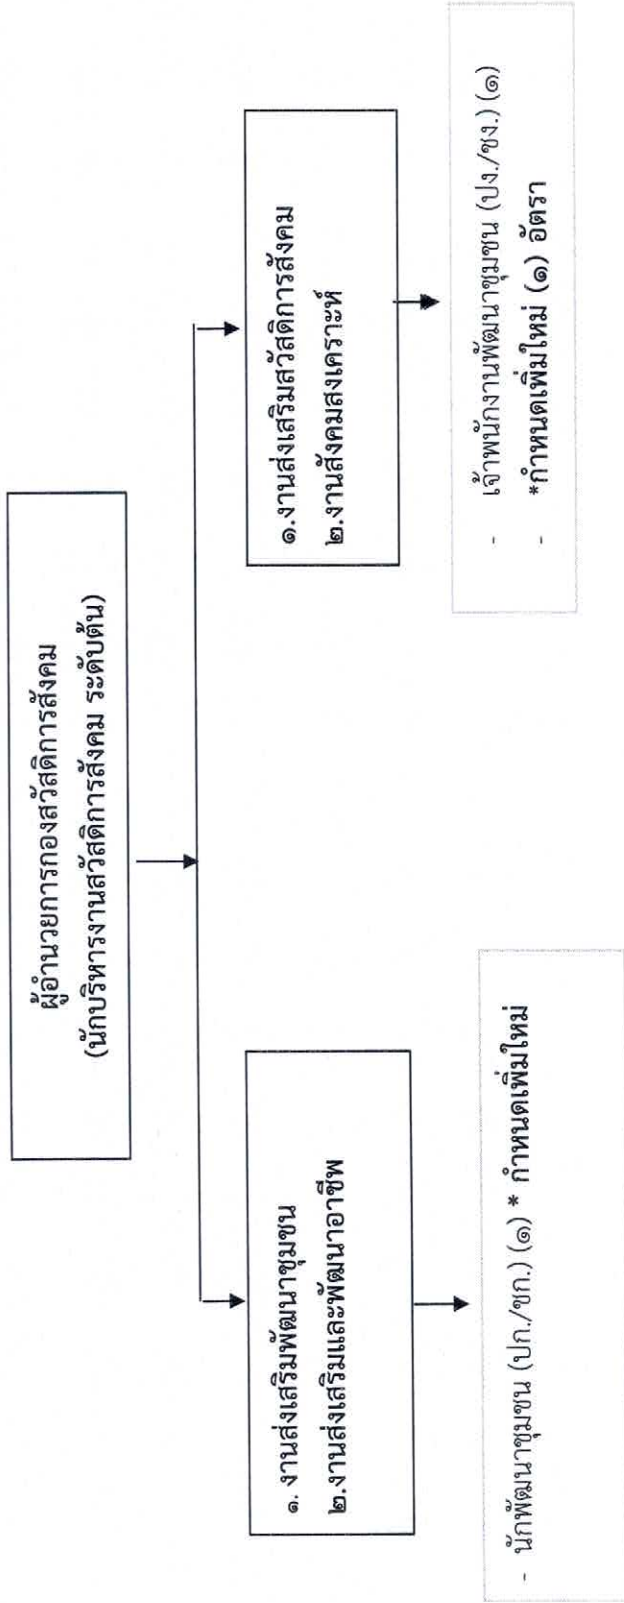 ผู้อำนวยการกองสวัสดิการสังคม
(นักบริหารงานสวัสดิการสังคม ระดับต้น)
๑. งานส่งเสริมพัฒนาชุมชน
๒.งานส่งเสริมและพัฒนาอาชีพ
- นักพัฒนาชุมชน (ปก./ชก.) (๑) * กำหนดเพิ่มใหม่
๑.งานส่งเสริมสวัสดิการสังคม
๒.งานสังคมสงเคราะห์
- เจ้าพนักงานพัฒนาชุมชน (ปง./ชง.) (๑)
- *กำหนดเพิ่มใหม่ (๑) อัตรา